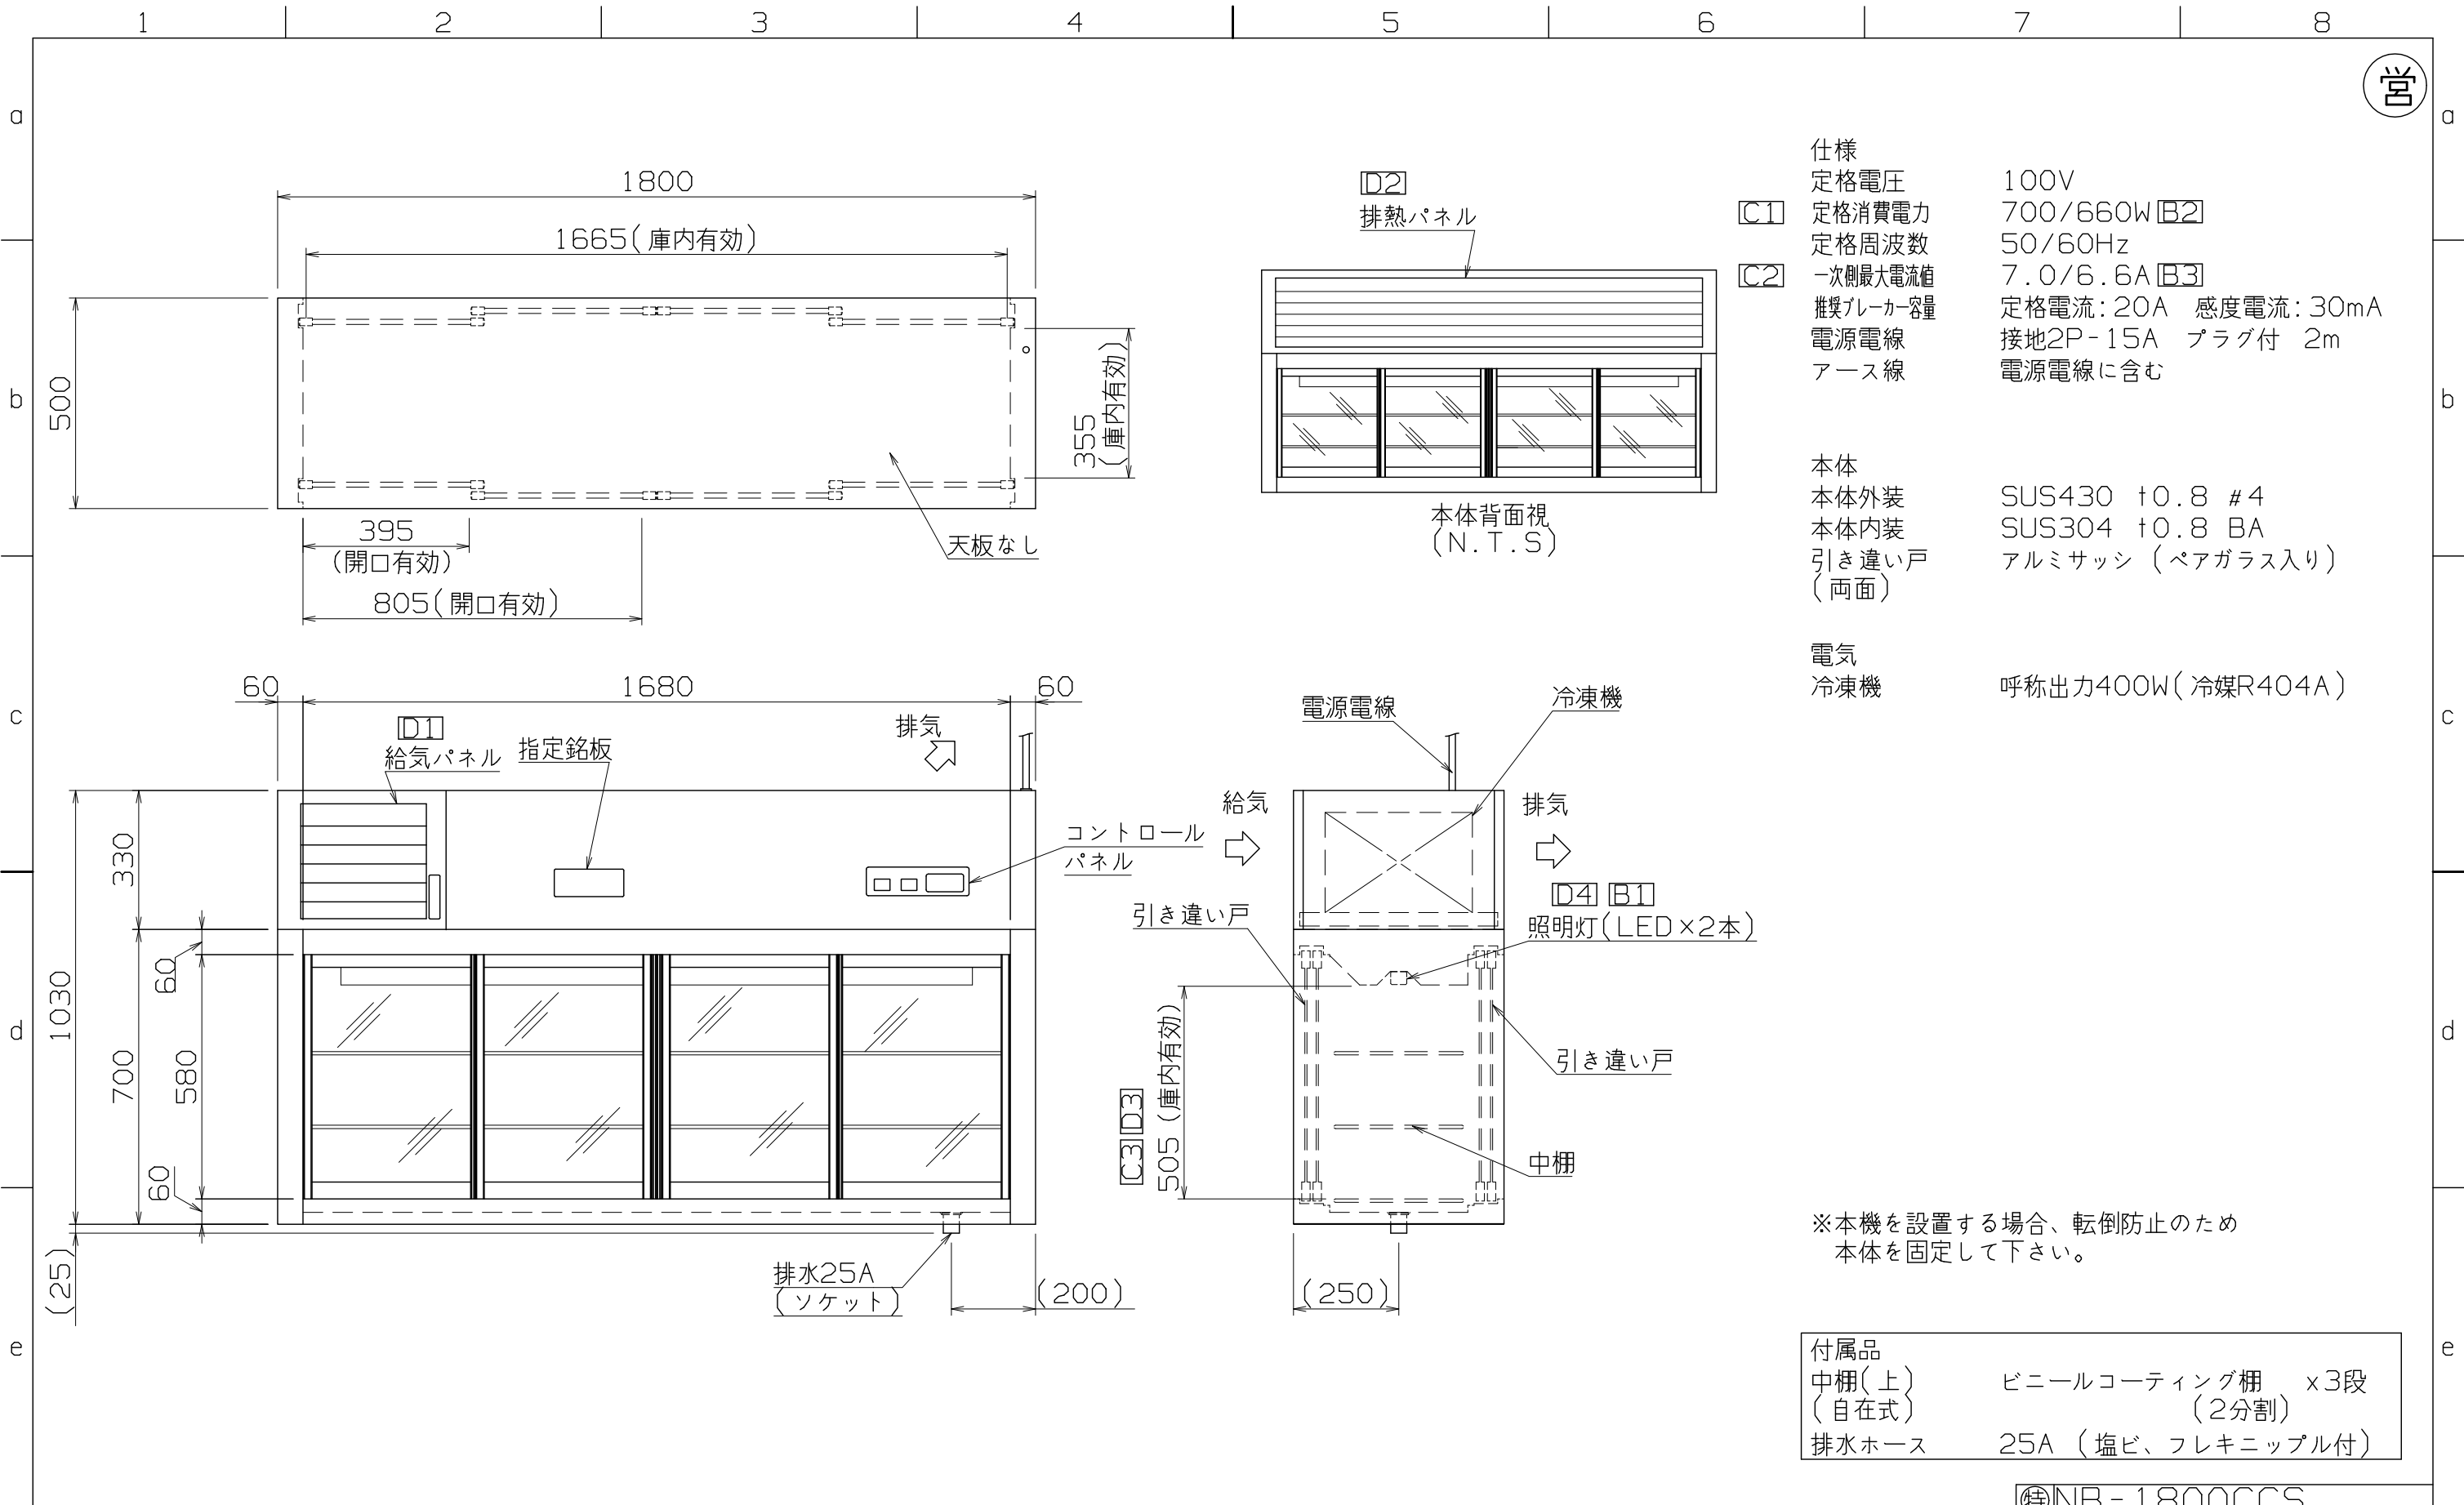 1 2 3 4 5 6 7 8
a
b
c
d
e
a
b
c
d
e
営
1800
1665(庫内有効)
500
355
(庫内有効)
395
(開口有効)
805(開口有効)
天板なし
D2
排熱パネル
本体背面視
(N.T.S)
仕様
定格電圧 100V
C1 定格消費電力 700/660W B2
定格周波数 50/60Hz
C2 一次側最大電流値 7.0/6.6A B3
推奨ブレーカー容量 定格電流:20A 感度電流:30mA
電源電線 接地2P-15A プラグ付 2m
アース線 電源電線に含む
本体
本体外装 SUS430 t0.8 #4
本体内装 SUS304 t0.8 BA
引き違い戸 アルミサッシ (ペアガラス入り)
(両面)
電気
冷凍機 呼称出力400W(冷媒R404A)
60 1680 60
D1
給気パネル
指定銘板
排気
コントロール
パネル
330
1030
700
60
580
60
(25)
排水25A
(ソケット)
(200)
電源電線
冷凍機
給気
排気
D4 B1
照明灯(LED×2本)
引き違い戸
引き違い戸
C3 D3
505(庫内有効)
中棚
(250)
※本機を設置する場合、転倒防止のため
本体を固定して下さい。
付属品
中棚(上) ビニールコーティング棚 x3段
(自在式) (2分割)
排水ホース 25A (塩ビ、フレキニップル付)
特 NB-1800CCS